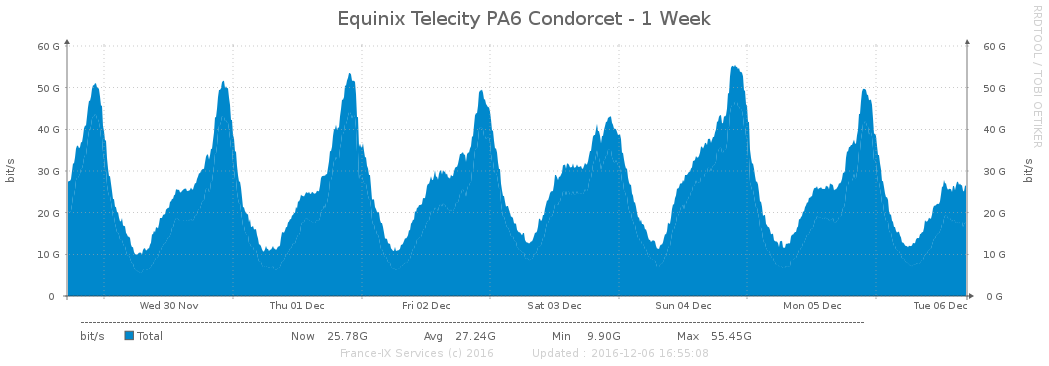 Equinix Telecity PA6 Condorcet - 1 Week
RRDTOOL / TOBI OETIKER
60 G 60 G
50 G 50 G
40 G 40 G
30 G 30 G
20 G 20 G
10 G 10 G
0 0 G
bit/s
bit/s
Wed 30 Nov Thu 01 Dec Fri 02 Dec Sat 03 Dec Sun 04 Dec Mon 05 Dec Tue 06 Dec
bit/s Total Now 25.78G Avg 27.24G Min 9.90G Max 55.45G
France-IX Services (c) 2016 Updated : 2016-12-06 16:55:08